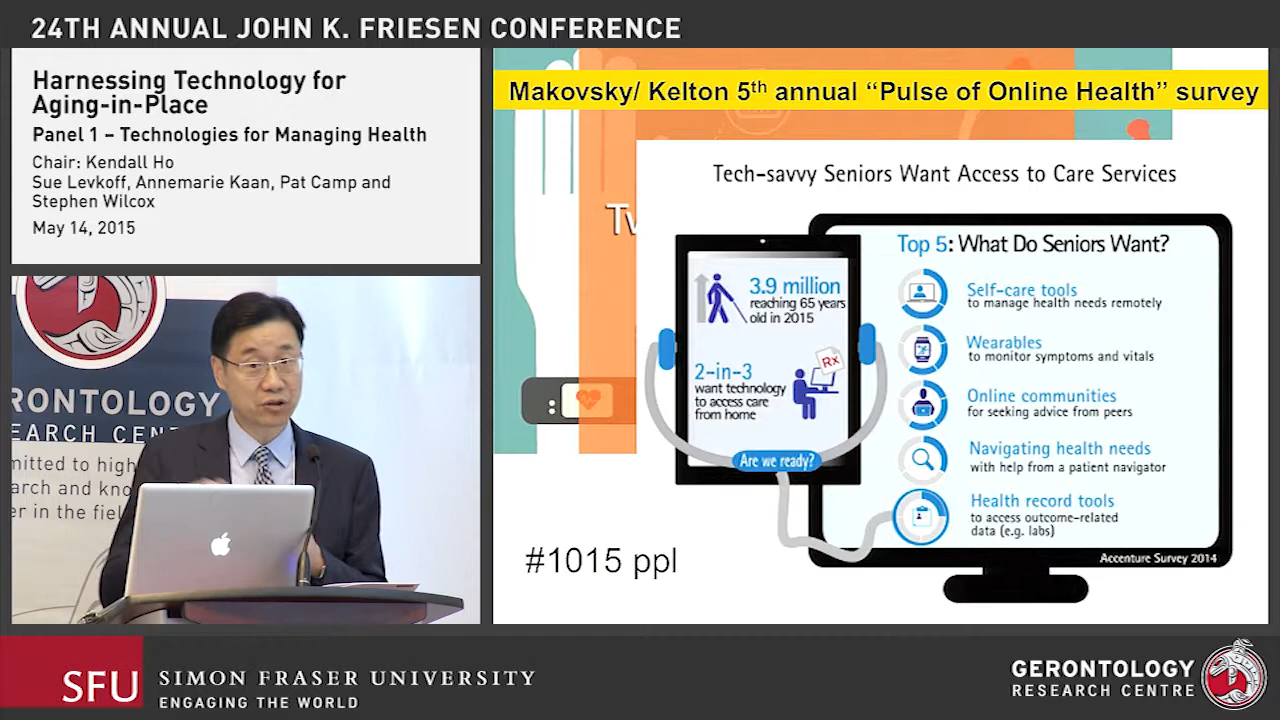 24TH ANNUAL JOHN K. FRIESEN CONFERENCE
Harnessing Technology for
Aging-in-Place
Panel 1 – Technologies for Managing Health
Chair: Kendall Ho
Sue Levkoff, Annemarie Kaan, Pat Camp and
Stephen Wilcox
May 14, 2015
Makovsky/ Kelton 5th annual “Pulse of Online Health” survey
Tech-savvy Seniors Want Access to Care Services
3.9 million
reaching 65 years
old in 2015
2-in-3
want technology
to access care
from home
Rx
Are we ready?
Top 5: What Do Seniors Want?
Self-care tools
to manage health needs remotely
Wearables
to monitor symptoms and vitals
Online communities
for seeking advice from peers
Navigating health needs
with help from a patient navigator
Health record tools
to access outcome-related
data (e.g. labs)
Accenture Survey 2014
#1015 ppl
SFU
SIMON FRASER UNIVERSITY
ENGAGING THE WORLD
GERONTOLOGY
RESEARCH CENTRE